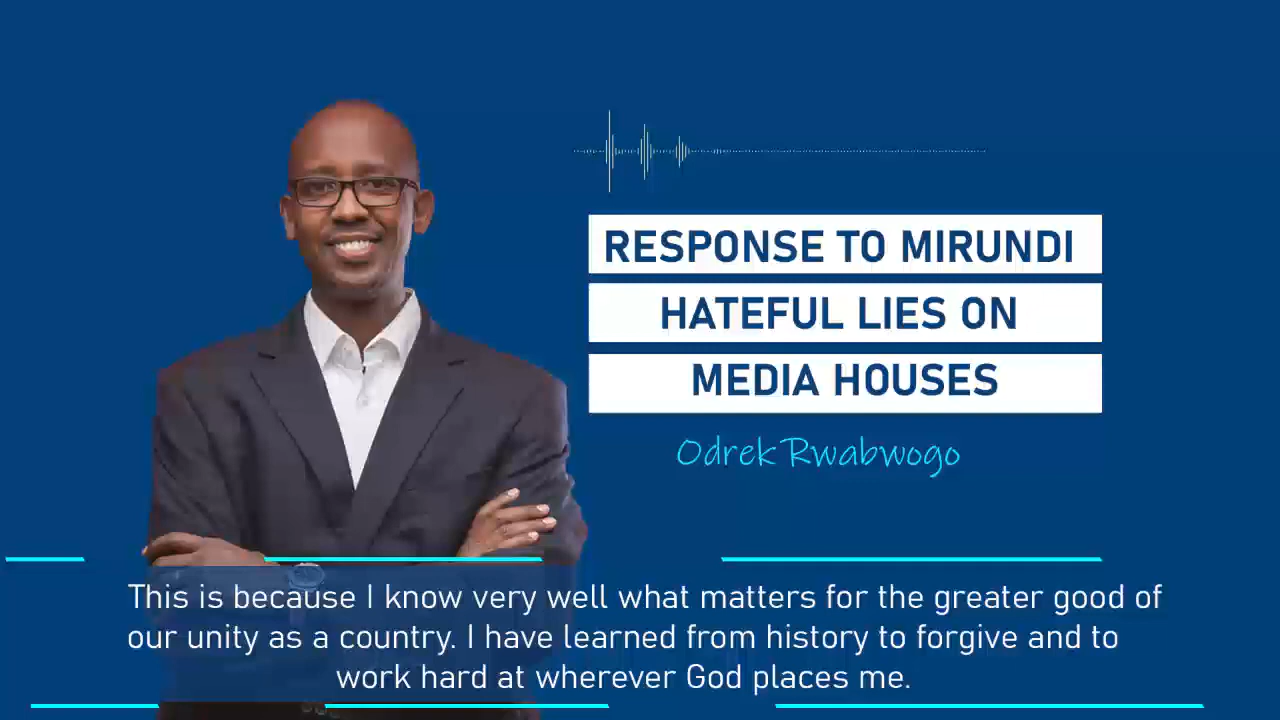 RESPONSE TO MIRUNDI
HATEFUL LIES ON
MEDIA HOUSES
Odrek Rwabwogo
This is because I know very well what matters for the greater good of
our unity as a country. I have learned from history to forgive and to
work hard at wherever God places me.